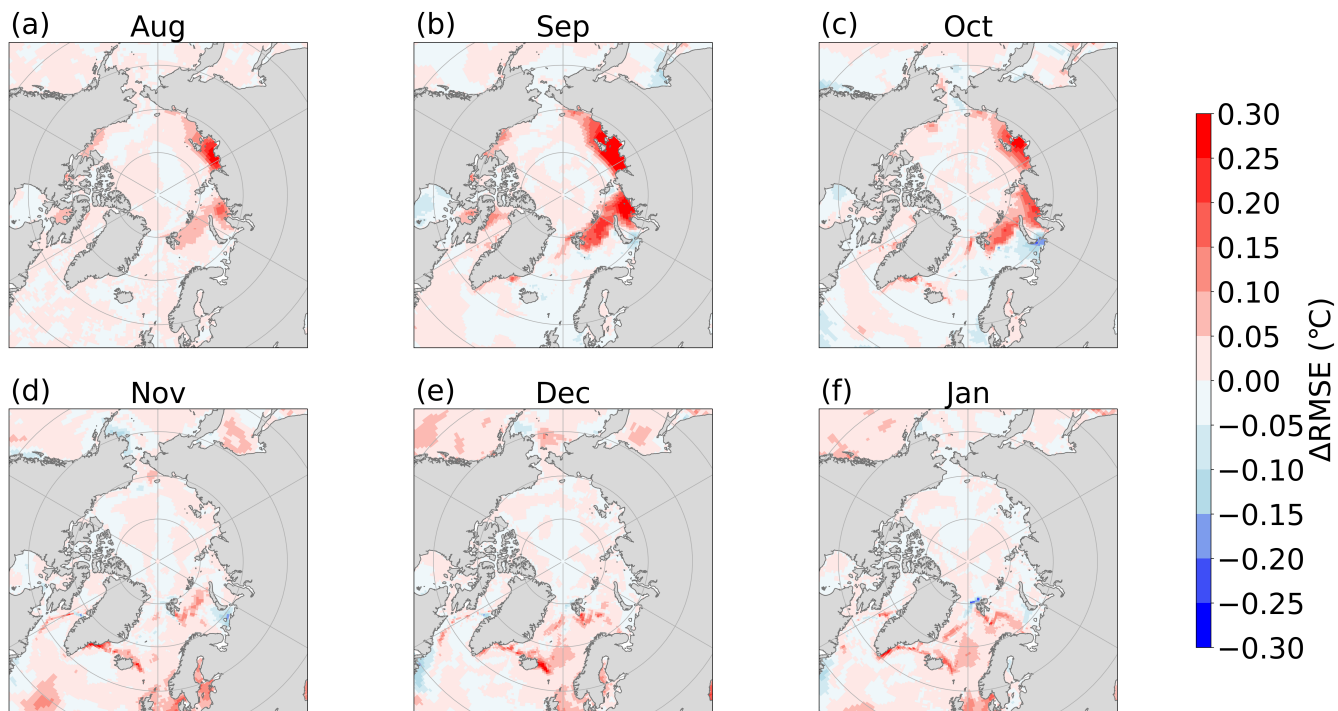 (a) Aug
(b) Sep
(c) Oct
(d) Nov
(e) Dec
(f) Jan
0.30
0.25
0.20
0.15
0.10
0.05
0.00
−0.05
−0.10
−0.15
−0.20
−0.25
−0.30
ΔRMSE (°C)